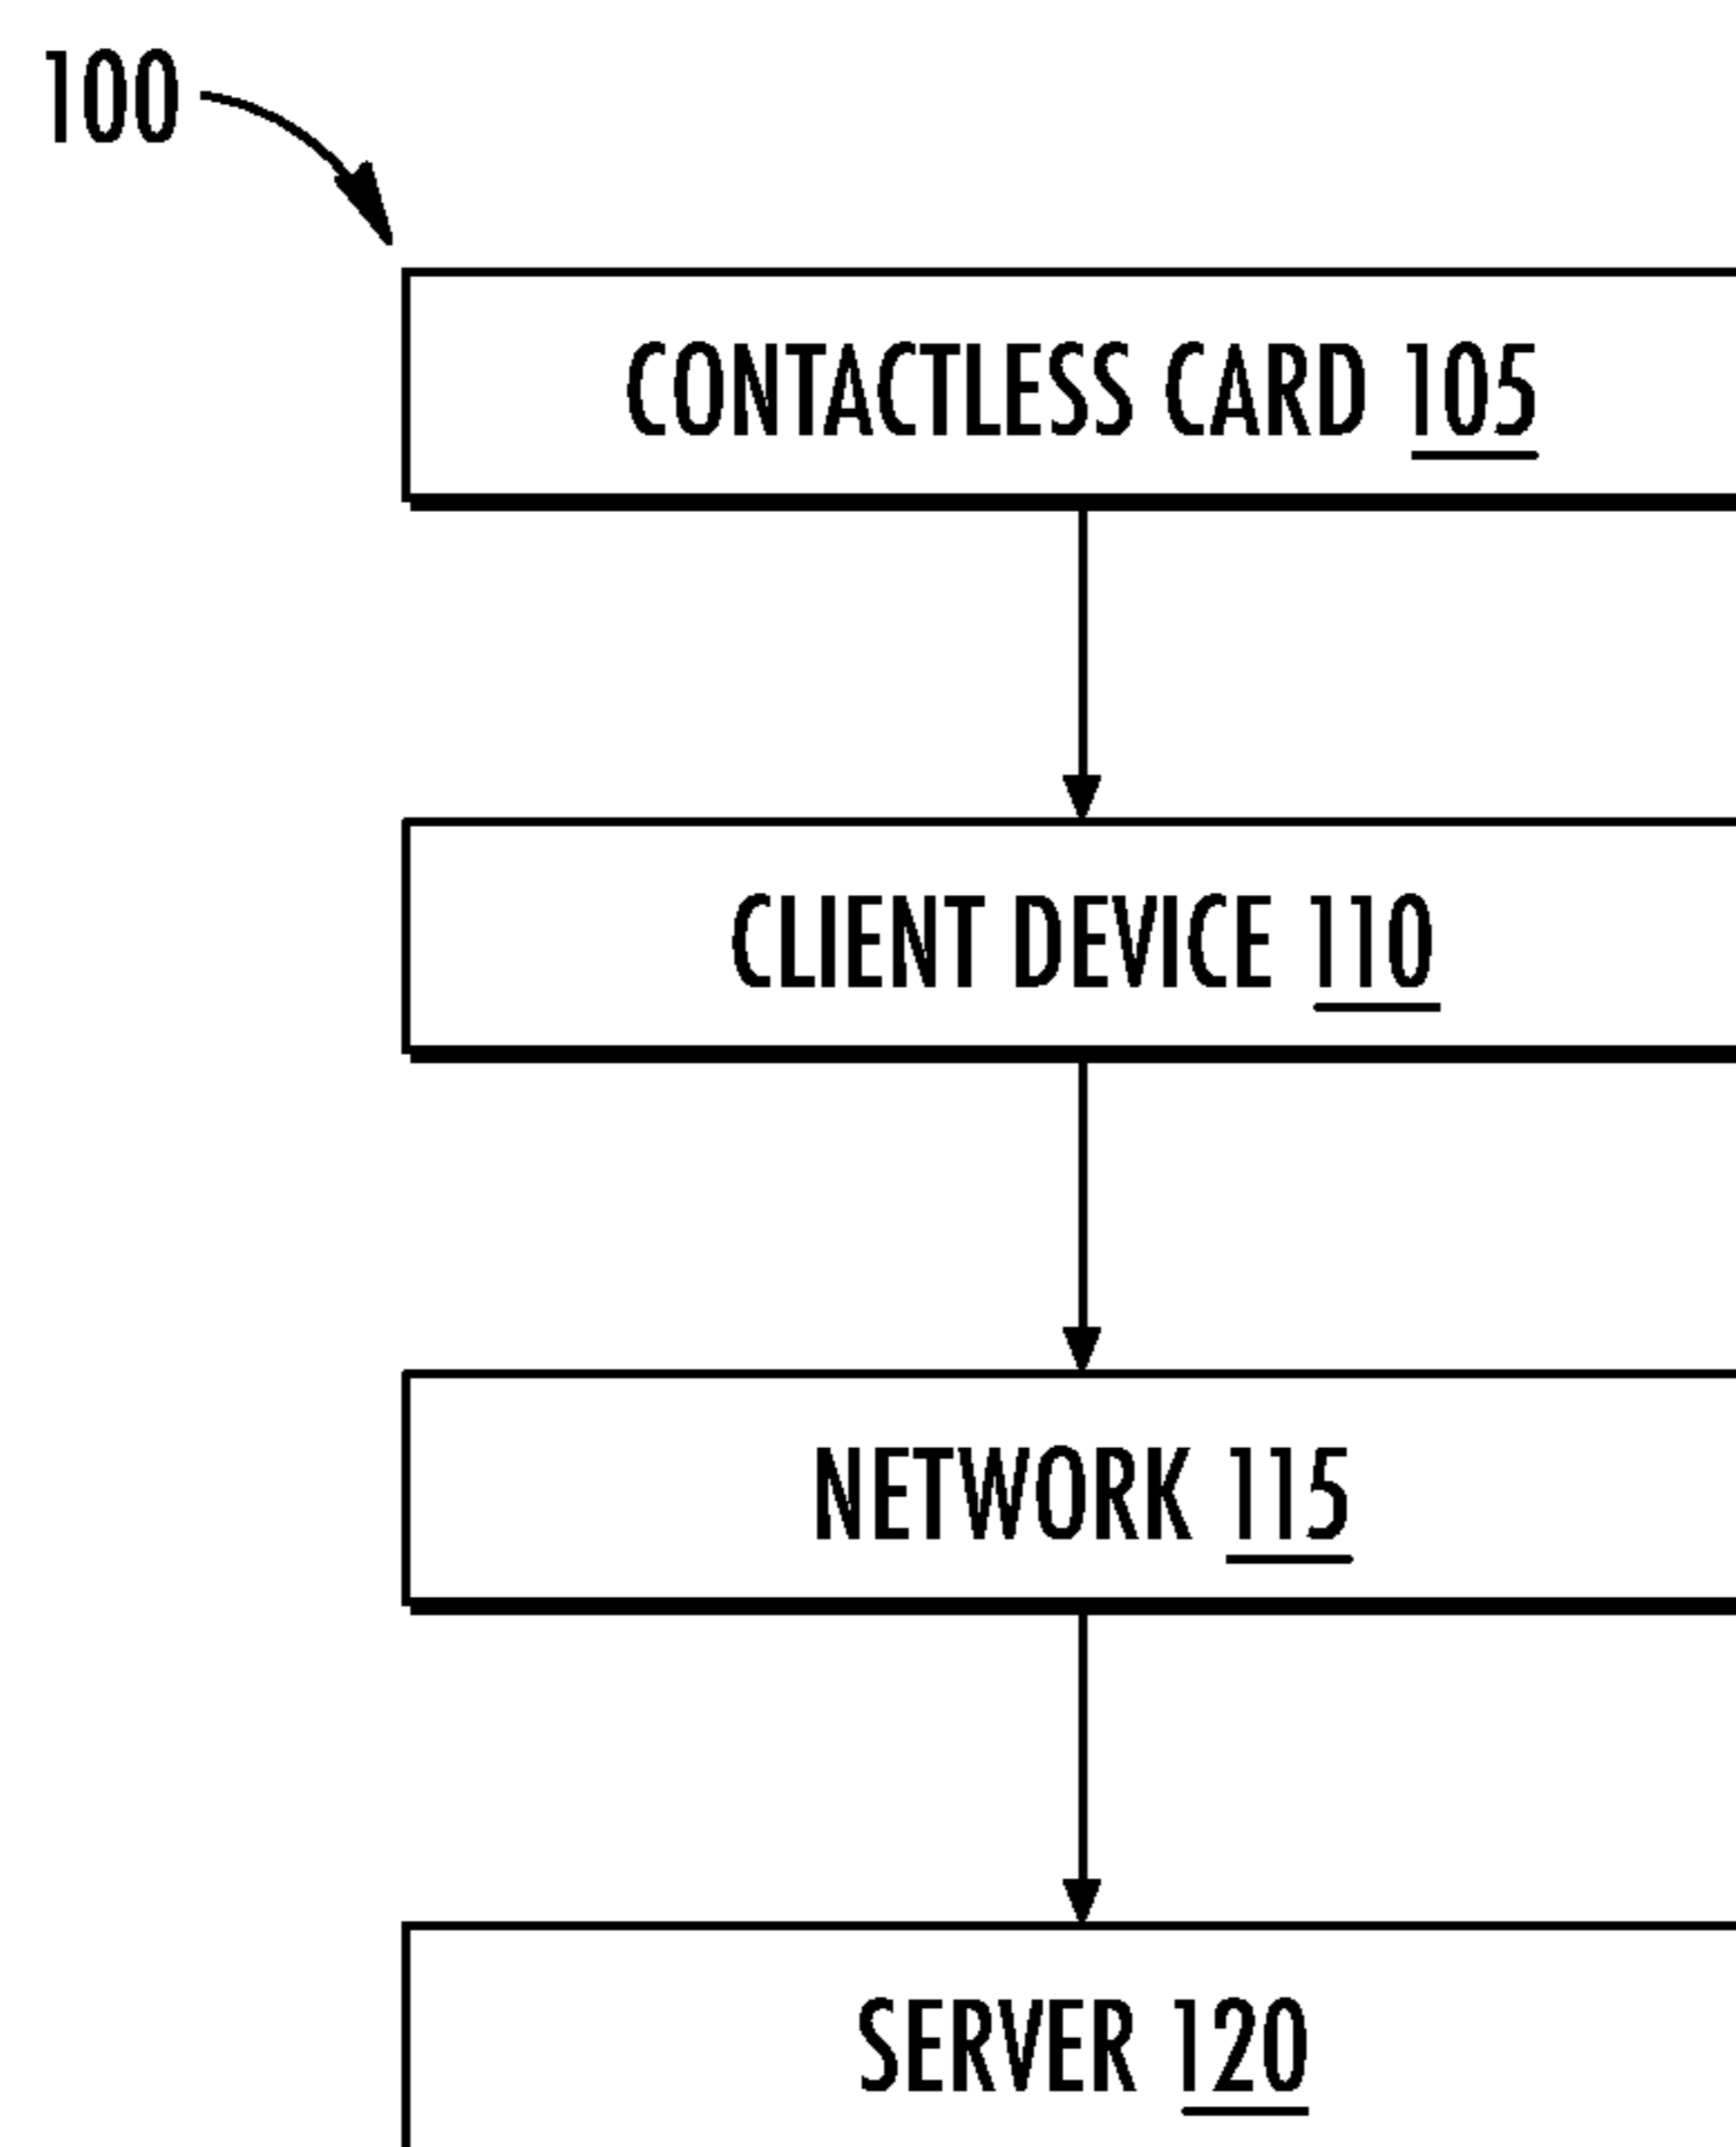 100
CONTACTLESS CARD 105
CLIENT DEVICE 110
NETWORK 115
SERVER 120